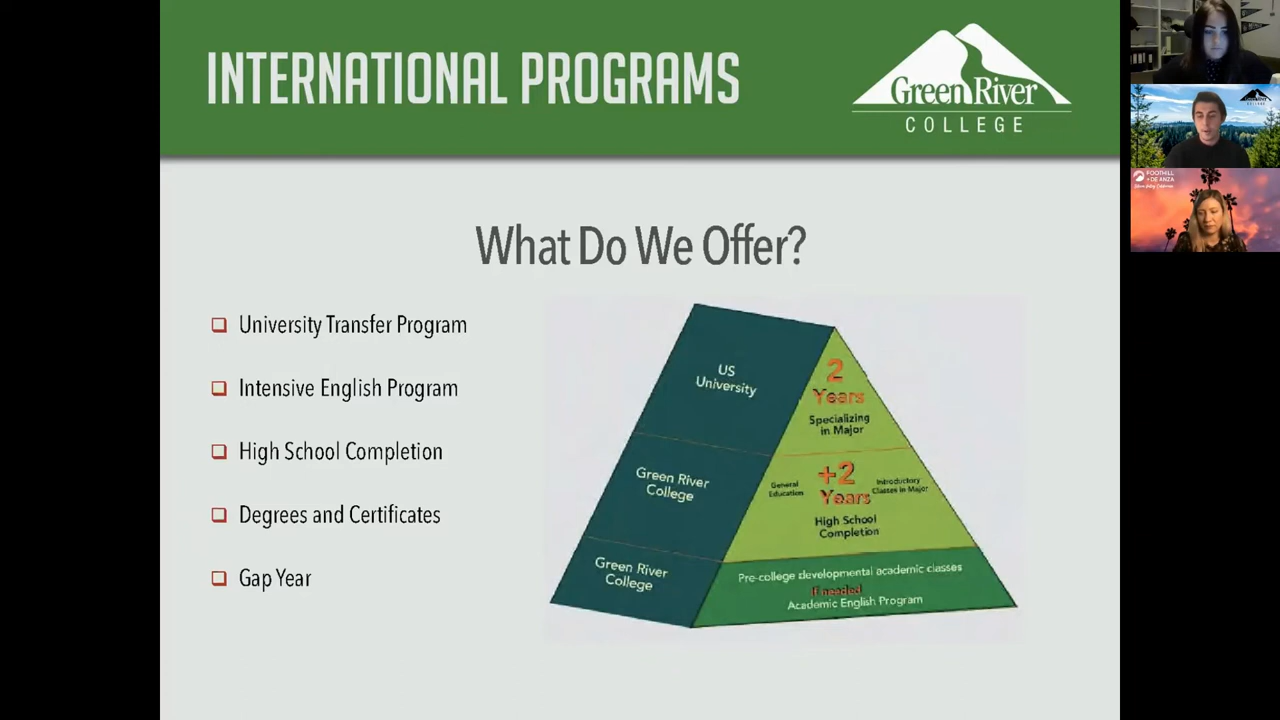 INTERNATIONAL PROGRAMS
Green River
COLLEGE
What Do We Offer?
University Transfer Program
Intensive English Program
High School Completion
Degrees and Certificates
Gap Year
US
University
2
Years
Specializing
in Major
Green River
College
+2
Years
General
Education
Introductory
Classes in Major
High School
Completion
Green River
College
Pre-college developmental academic classes
If needed
Academic English Program
FOOTHILL
DE ANZA